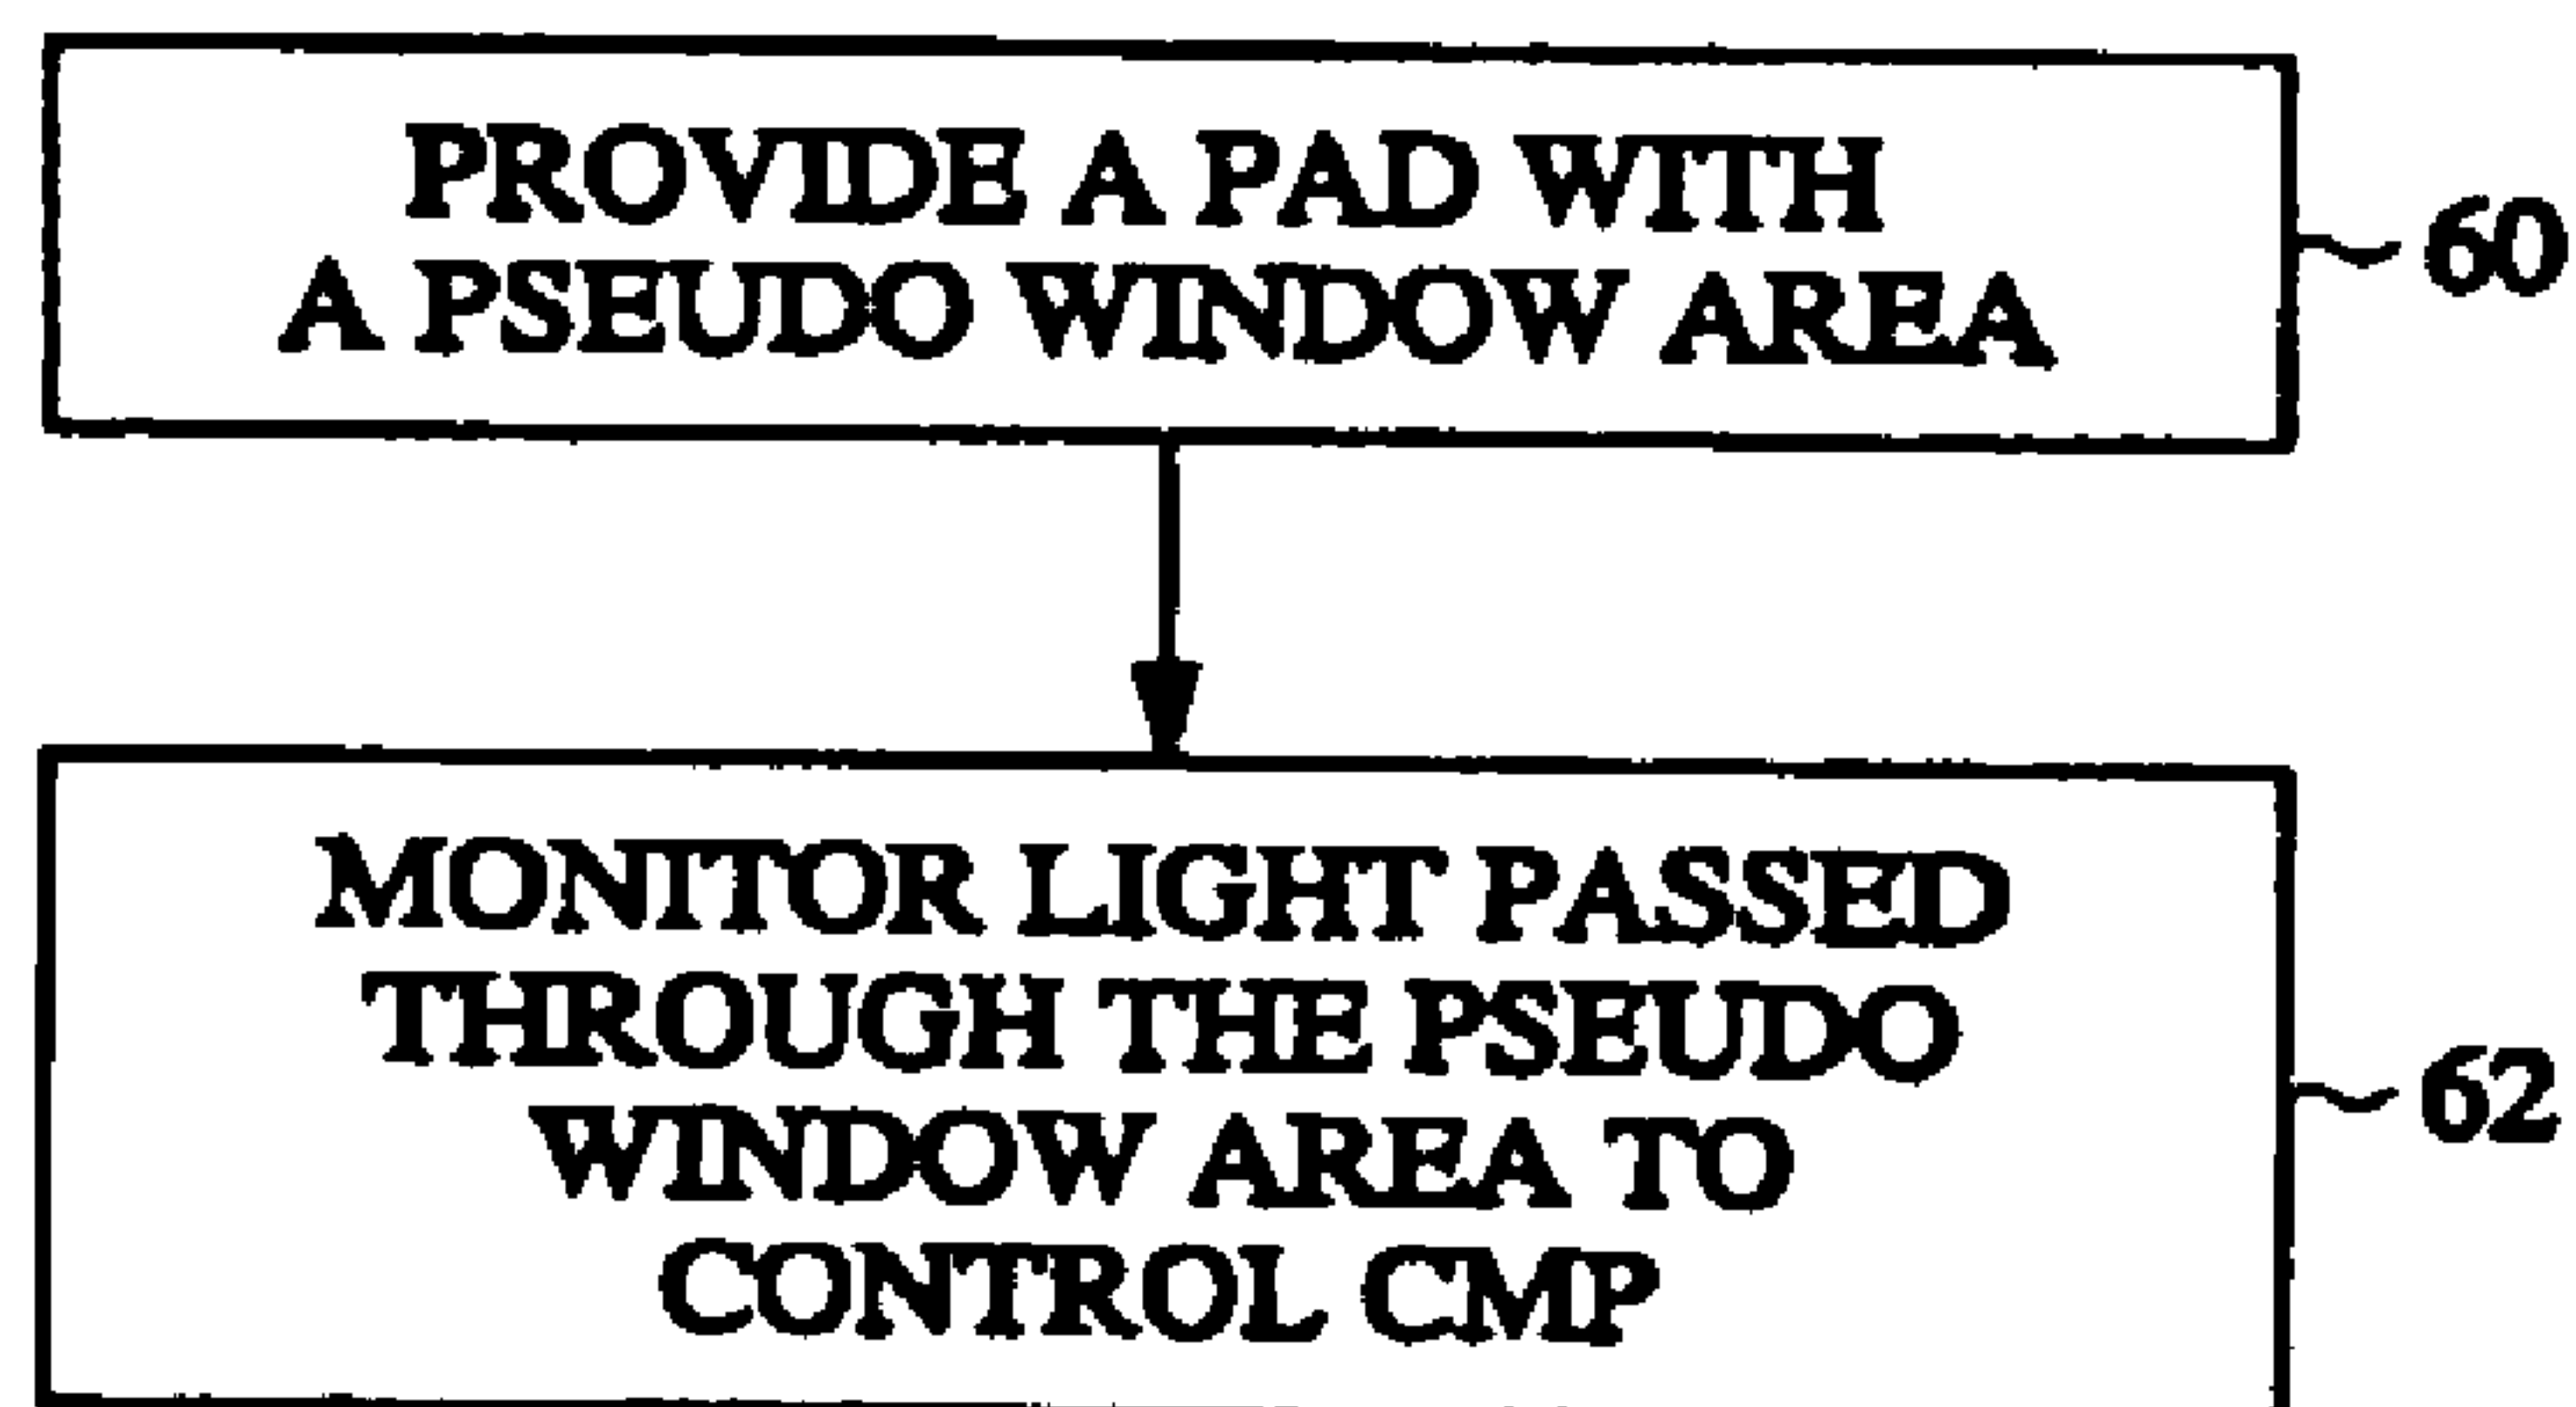 PROVIDE A PAD WITH
A PSEUDO WINDOW AREA
60
MONITOR LIGHT PASSED
THROUGH THE PSEUDO
WINDOW AREA TO
CONTROL CMP
62